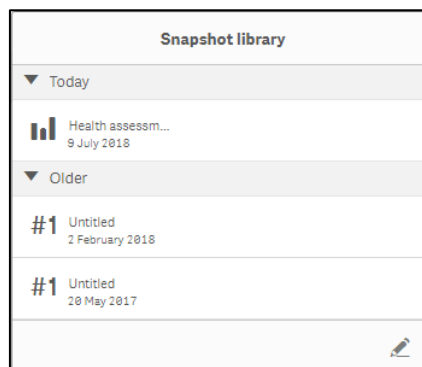 Snapshot library
Today
Health assessm...
9 July 2018
Older
#1 Untitled
2 February 2018
#1 Untitled
20 May 2017